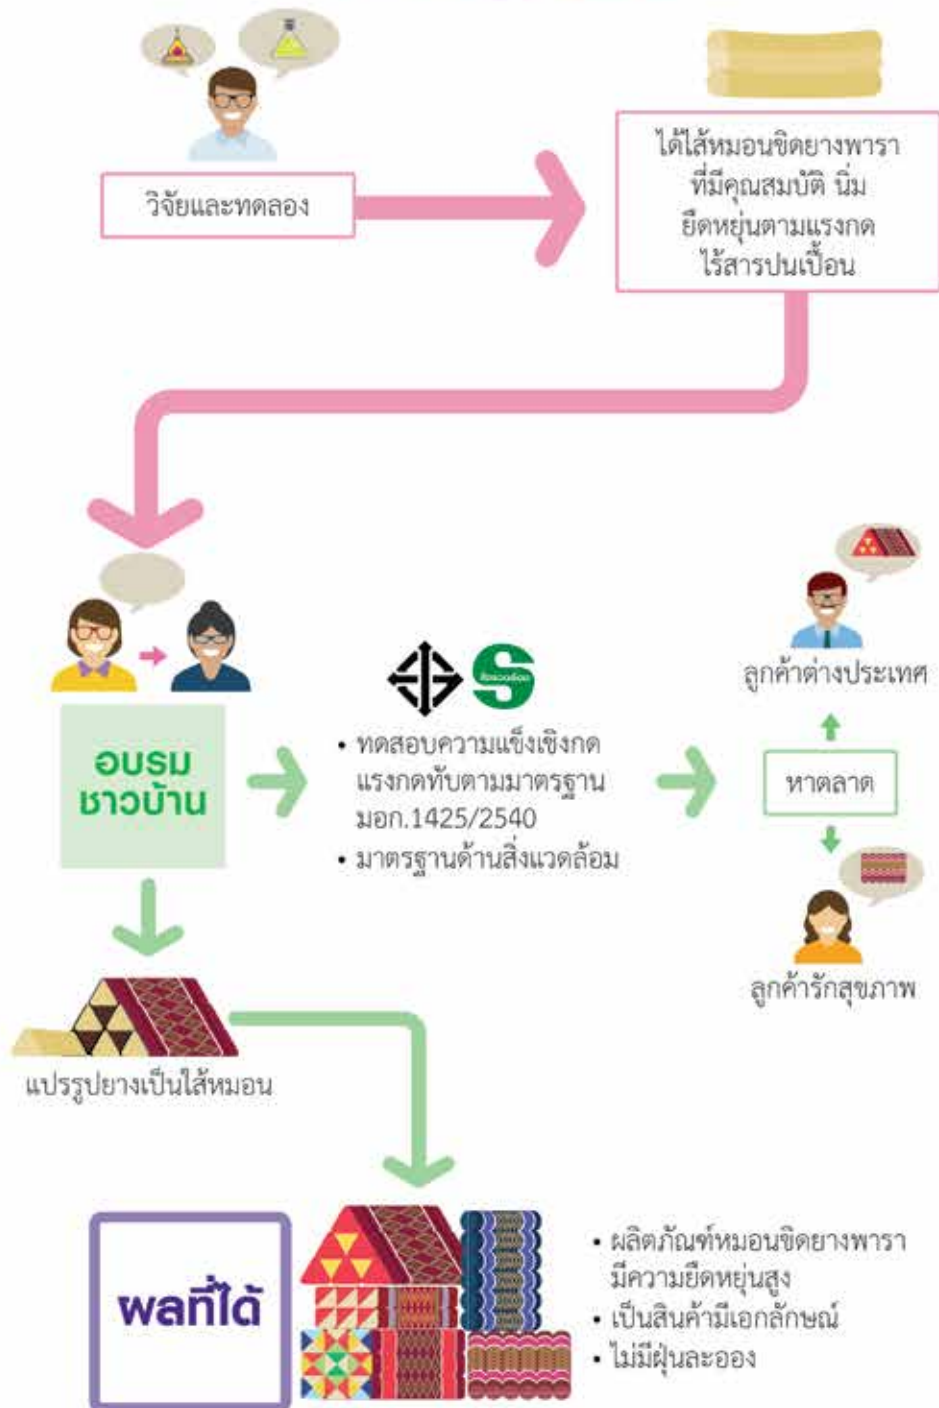 วิจัยและทดลอง
ได้ไส้หมอนขิดยางพารา
ที่มีคุณสมบัติ นิ่ม
ยืดหยุ่นตามแรงกด
ไร้สารปนเปื้อน
อบรม
ชาวบ้าน
• ทดสอบความแข็งเชิงกด
แรงกดทับตามมาตรฐาน
มอก.1425/2540
• มาตรฐานด้านสิ่งแวดล้อม
ลูกค้าต่างประเทศ
หาตลาด
ลูกค้ารักสุขภาพ
แปรรูปยางเป็นใส้หมอน
ผลที่ได้
• ผลิตภัณฑ์หมอนขิดยางพารา
มีความยืดหยุ่นสูง
• เป็นสินค้ามีเอกลักษณ์
• ไม่มีฝุ่นละออง